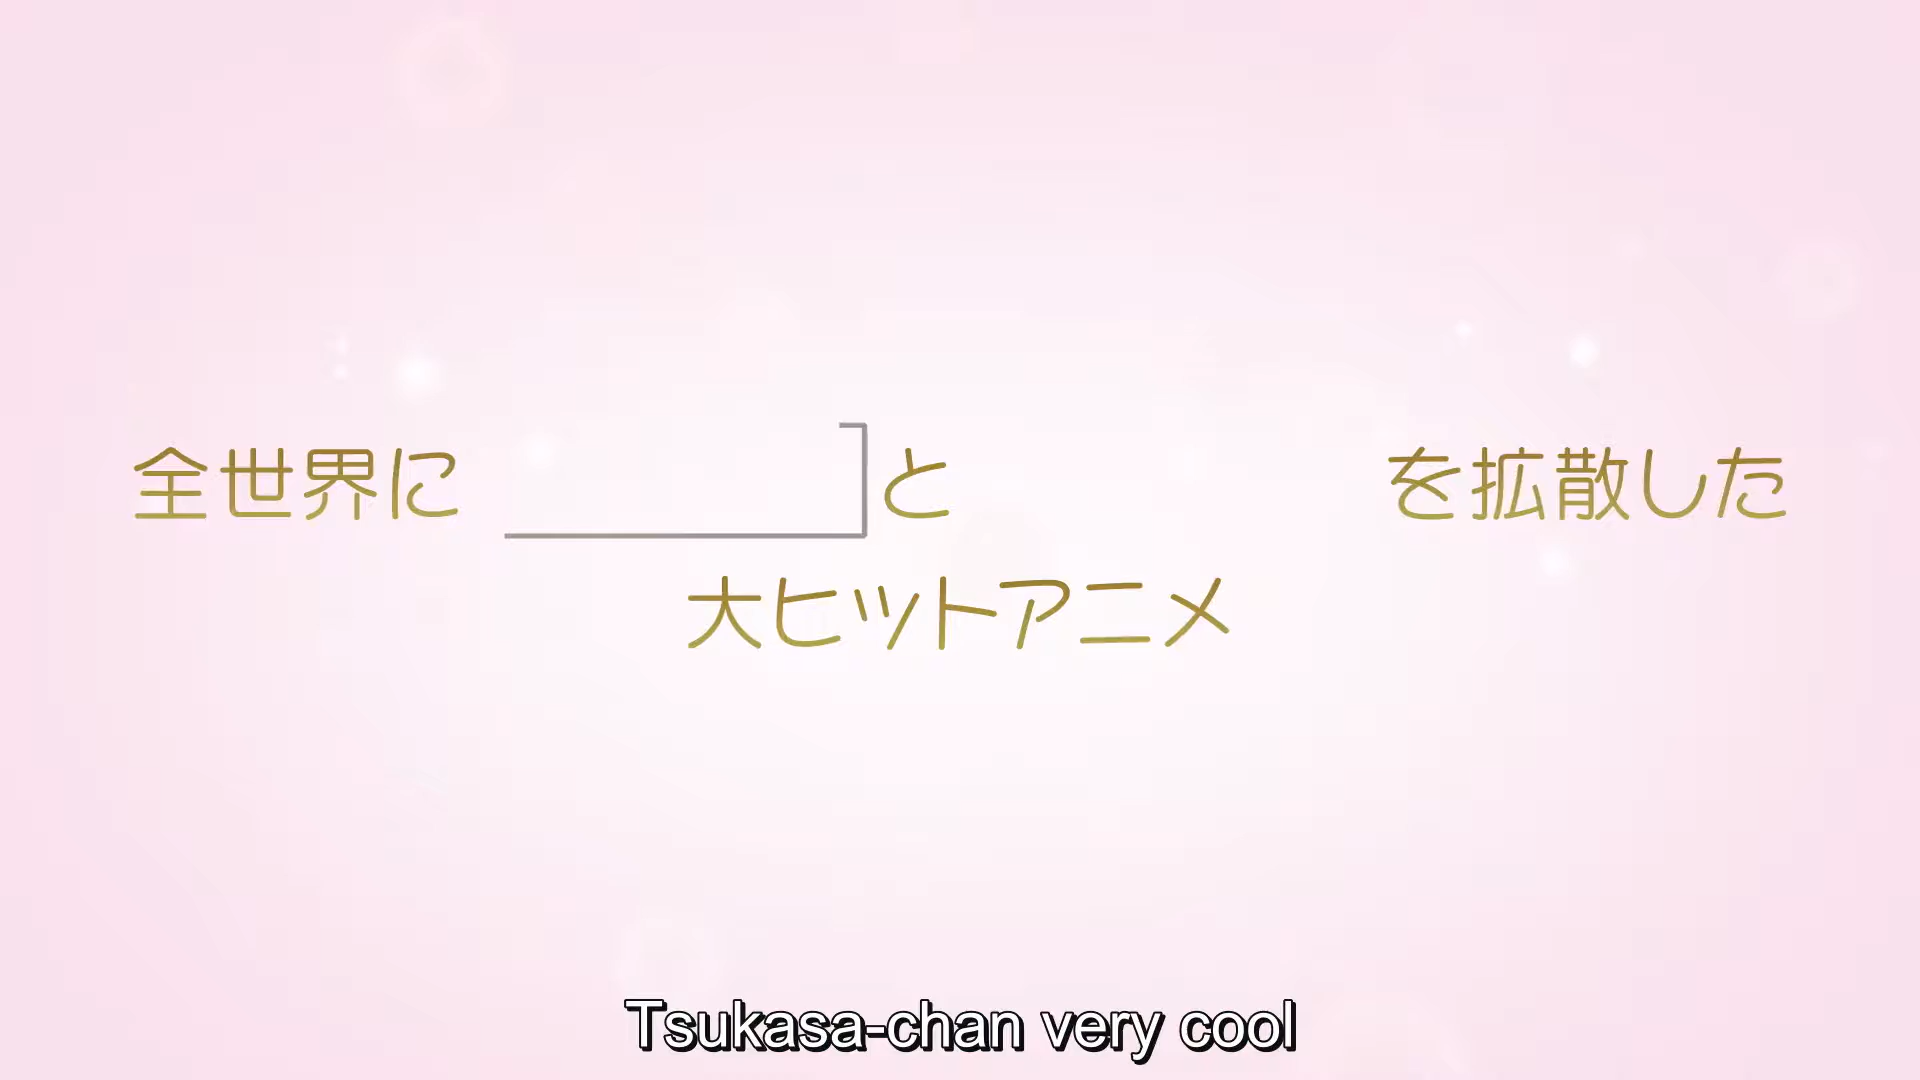 全世界に と を拡散した
大ヒットアニメ
Tsukasa-chan very cool